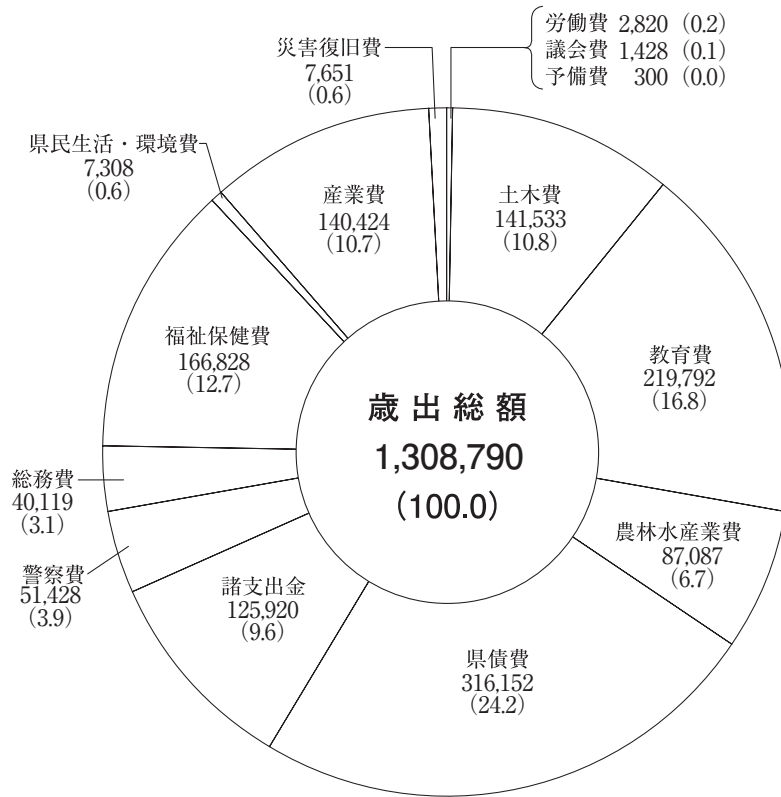 労働費 2,820 (0.2)
議会費 1,428 (0.1)
予備費 300 (0.0)
災害復旧費
7,651
(0.6)
県民生活・環境費
7,308
(0.6)
産業費
140,424
(10.7)
土木費
141,533
(10.8)
福祉保健費
166,828
(12.7)
教育費
219,792
(16.8)
歳出総額
1,308,790
(100.0)
総務費
40,119
(3.1)
農林水産業費
87,087
(6.7)
警察費
51,428
(3.9)
諸支出金
125,920
(9.6)
県債費
316,152
(24.2)